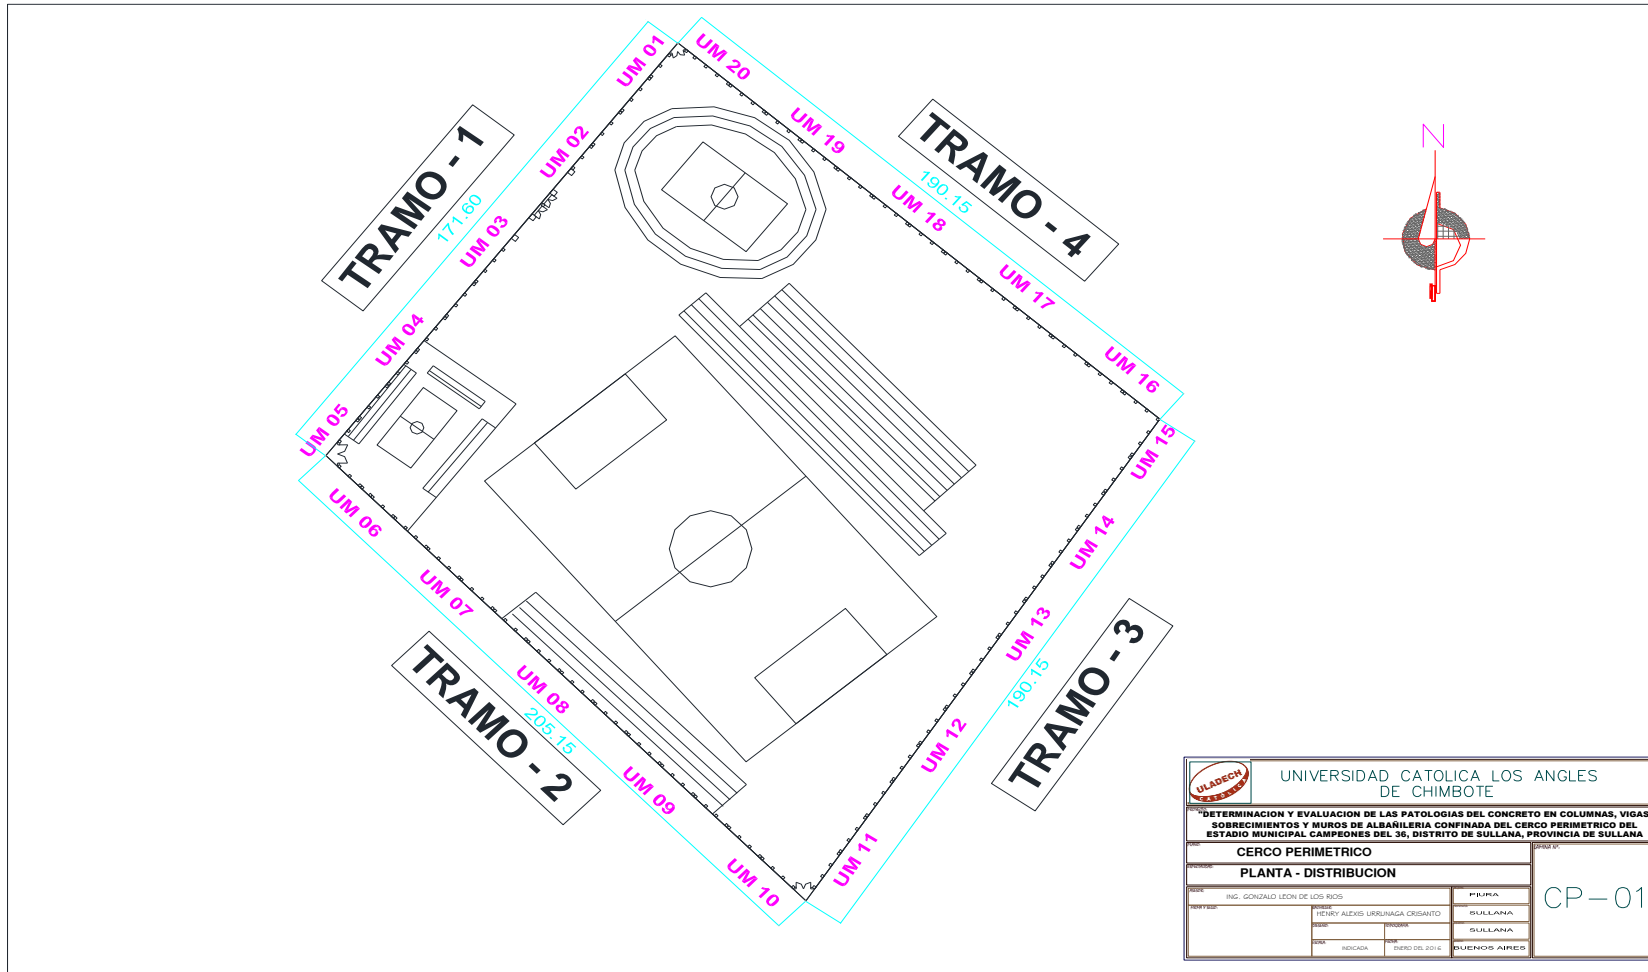 UM 01
UM 20
UM 02
UM 19
TRAMO - 1
171.60
TRAMO - 4
190.15
N
UM 03
UM 18
UM 17
UM 04
UM 16
UM 05
UM 15
UM 06
UM 14
UM 07
UM 13
TRAMO - 3
190.15
UM 08
205.15
TRAMO - 2
UM 12
UM 09
UM 11
UM 10
ULADECH
CATOLICA
UNIVERSIDAD CATOLICA LOS ANGLES
DE CHIMBOTE
"DETERMINACION Y EVALUACION DE LAS PATOLOGIAS DEL CONCRETO EN COLUMNAS, VIGAS
SOBRECIMIENTOS Y MUROS DE ALBAÑILERIA CONFINADA DEL CERCO PERIMETRICO DEL
ESTADIO MUNICIPAL CAMPEONES DEL 36, DISTRITO DE SULLANA, PROVINCIA DE SULLANA
CERCO PERIMETRICO
PLANTA - DISTRIBUCION
CP-01
ING. GONZALO LEON DE LOS RIOS
PIURA
HENRY ALEXIS URRUNAGA CRISANTO
SULLANA
SULLANA
INDICADA
ENERO DEL 2016
BUENOS AIRES